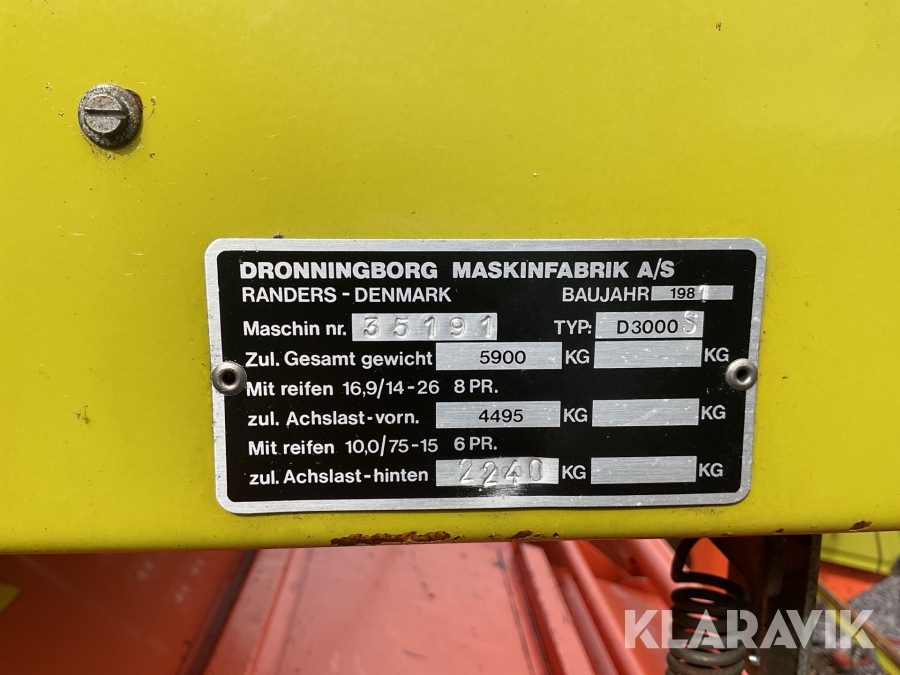 DRONNINGBORG MASKINFABRIK A/S
RANDERS - DENMARK BAUJAHR 1981
Maschin nr. 35191 TYP: D3000 S
Zul. Gesamt gewicht 5900 KG KG
Mit reifen 16,9/14-26 8 PR.
zul. Achslast-vorn. 4495 KG KG
Mit reifen 10,0/75-15 6 PR.
zul. Achslast-hinten 2240 KG KG
KLARAVIK